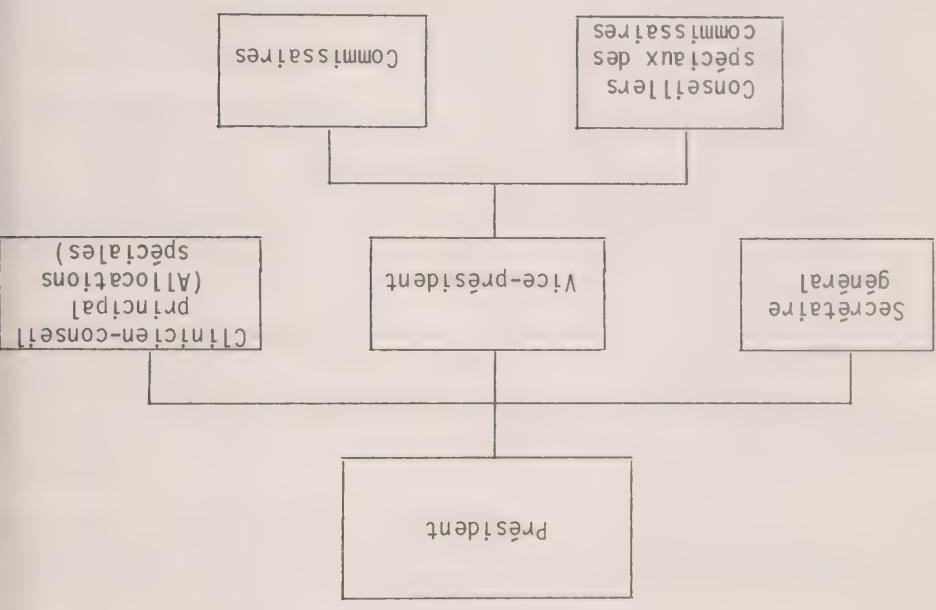 Président
Secrétaire
général
Vice-président
Clinicien-conseil
principal
(Allocations
spéciales)
Conseillers
spéciaux des
commissaires
Commissaires